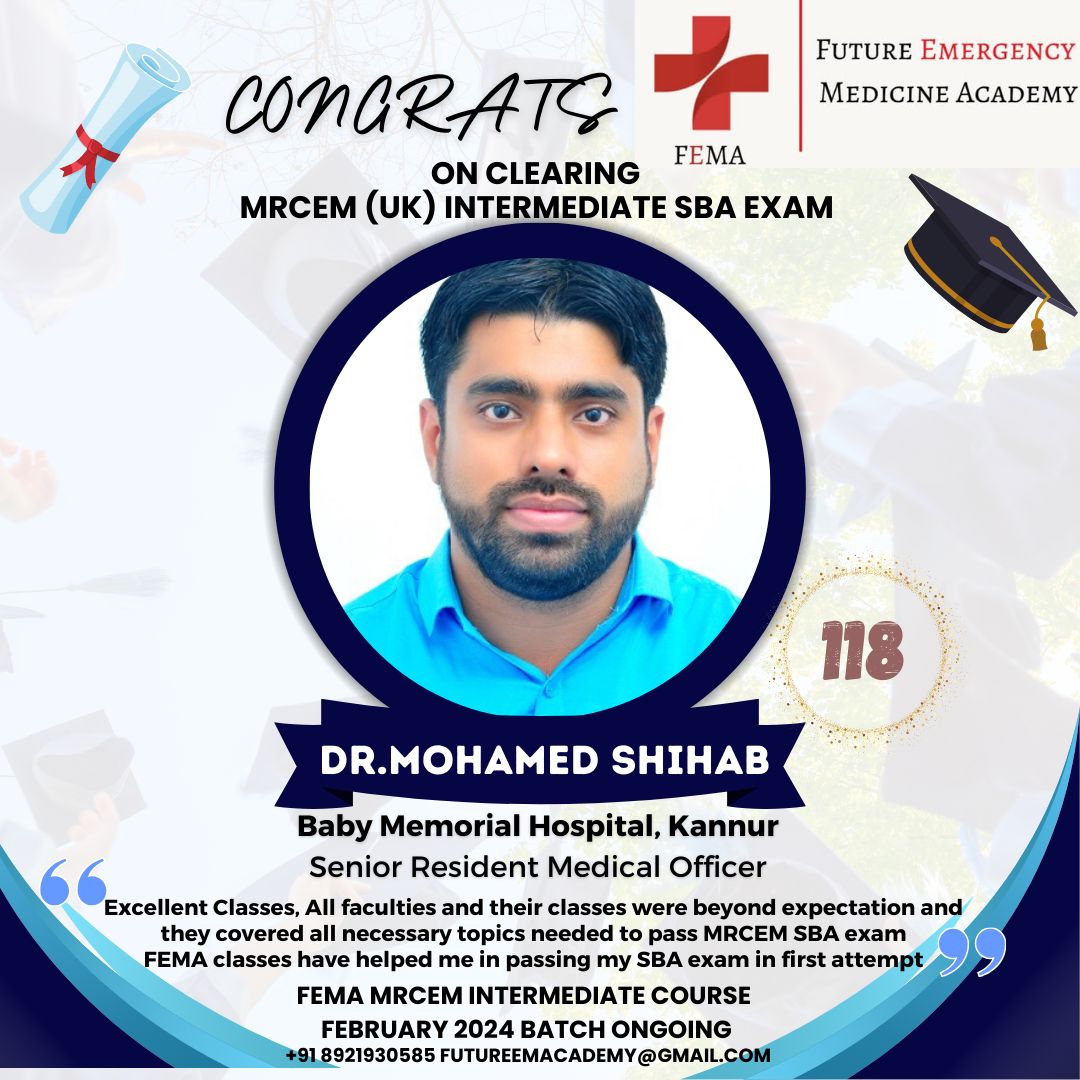 CONGRATS
FEMA
FUTURE EMERGENCY
MEDICINE ACADEMY
ON CLEARING
MRCEM (UK) INTERMEDIATE SBA EXAM
118
DR.MOHAMED SHIHAB
Baby Memorial Hospital, Kannur
Senior Resident Medical Officer
“Excellent Classes, All faculties and their classes were beyond expectation and
they covered all necessary topics needed to pass MRCEM SBA exam
FEMA classes have helped me in passing my SBA exam in first attempt”
FEMA MRCEM INTERMEDIATE COURSE
FEBRUARY 2024 BATCH ONGOING
+91 8921930585 FUTUREEMACADEMY@GMAIL.COM